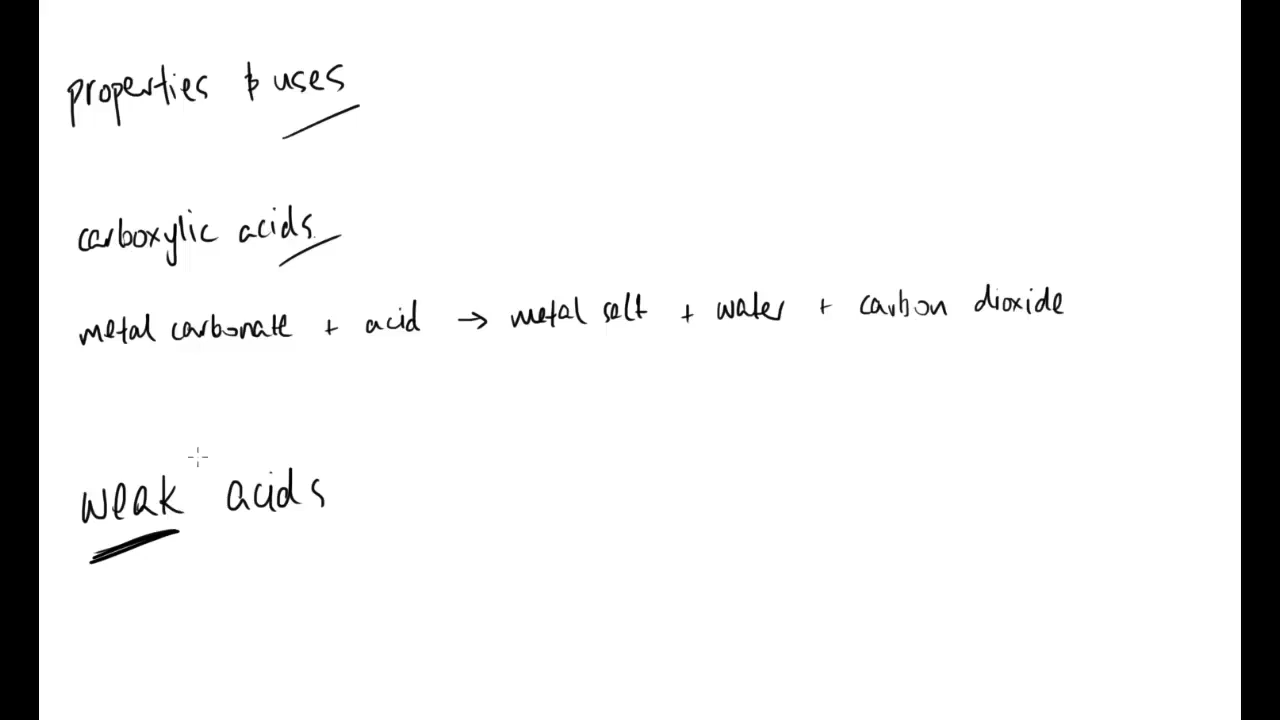 properties & uses
carboxylic acids
metal carbonate + acid → metal salt + water + carbon dioxide
weak acids